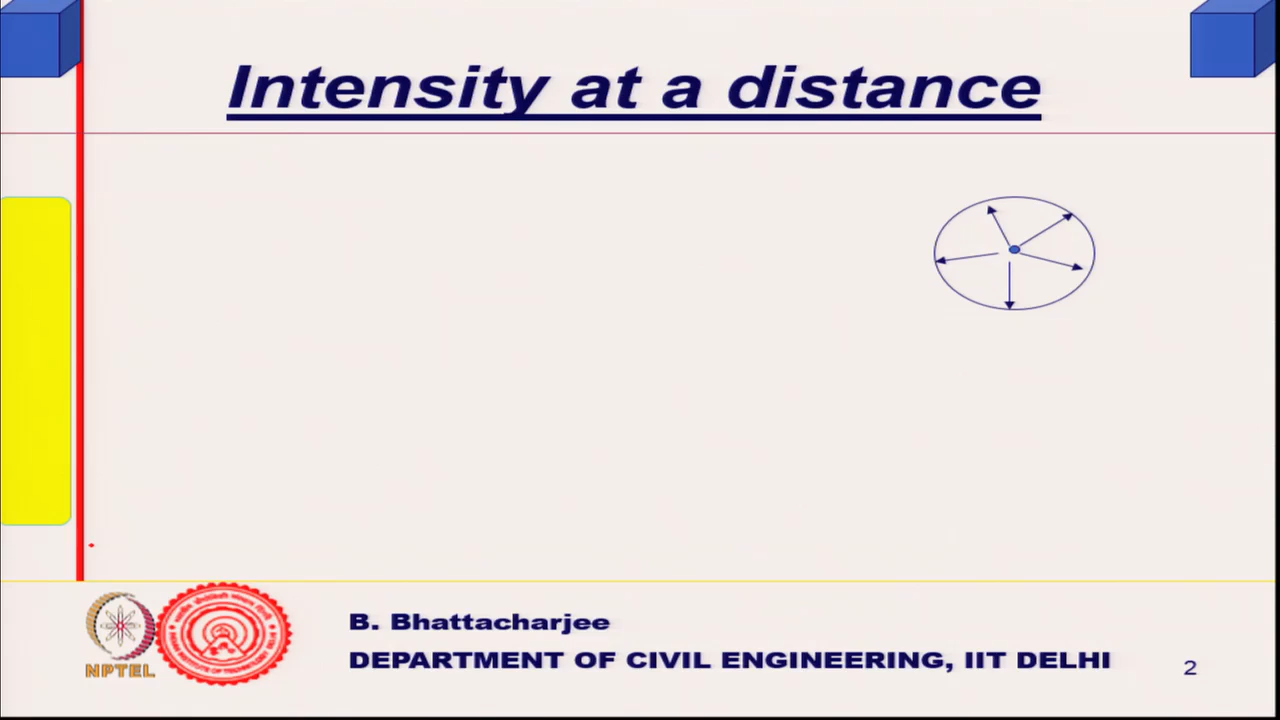 Intensity at a distance
NPTEL
B. Bhattacharjee
DEPARTMENT OF CIVIL ENGINEERING, IIT DELHI
2